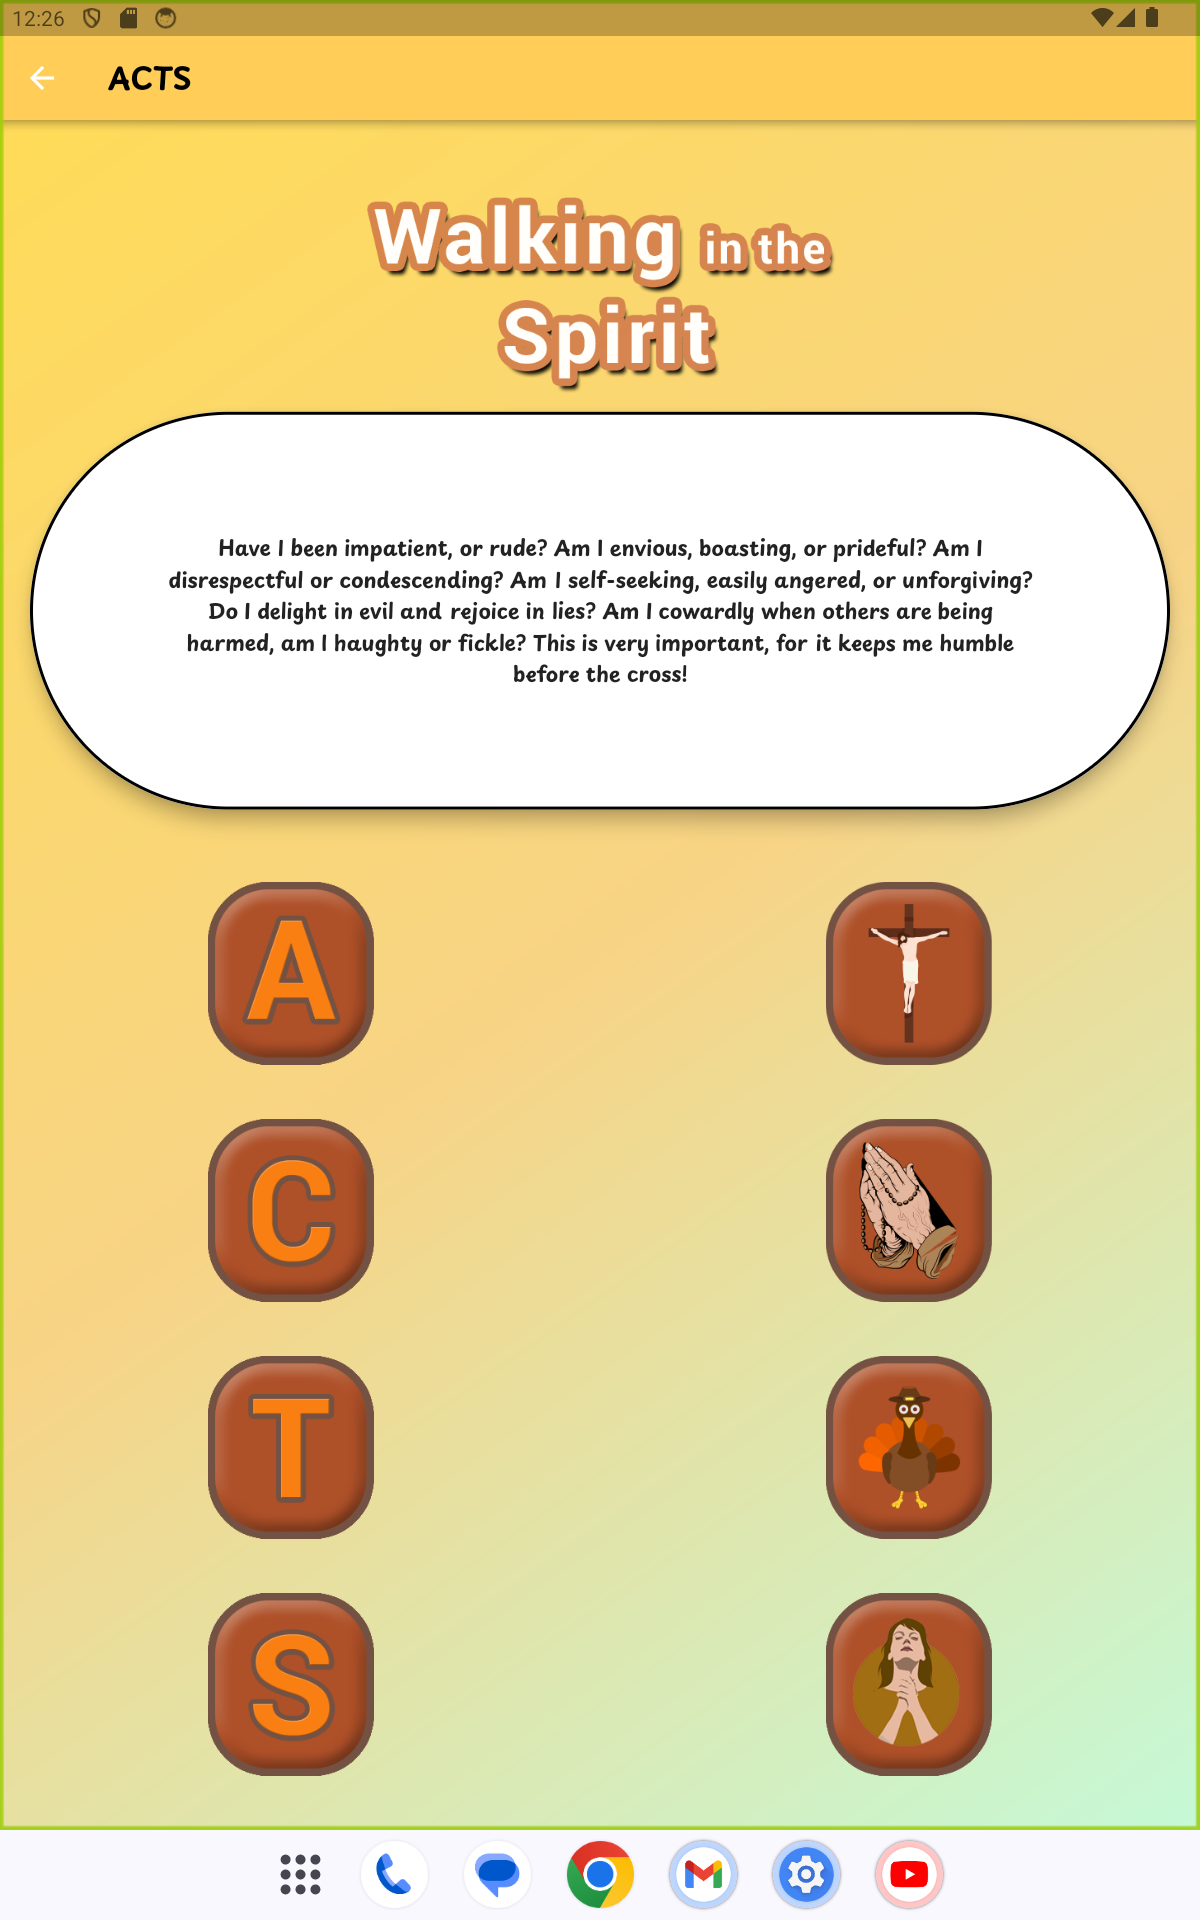 12:26
ACTS
Walking in the
Spirit
Have I been impatient, or rude? Am I envious, boasting, or prideful? Am I
disrespectful or condescending? Am I self-seeking, easily angered, or unforgiving?
Do I delight in evil and rejoice in lies? Am I cowardly when others are being
harmed, am I haughty or fickle? This is very important, for it keeps me humble
before the cross!
A
C
T
S